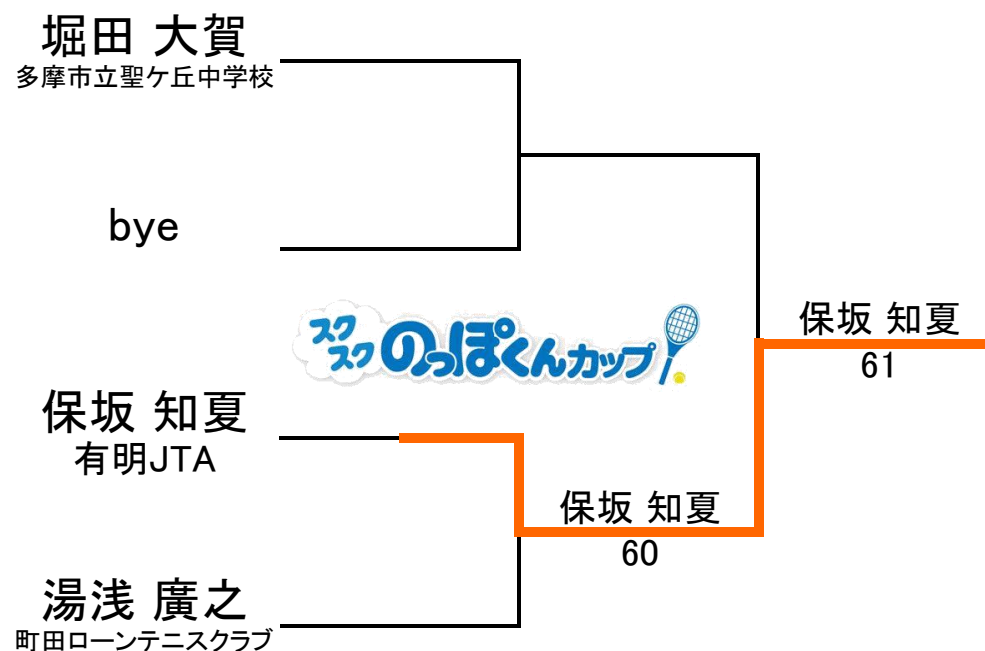 堀田 大賀
多摩市立聖ケ丘中学校
bye
スク
スク のっぽくんカップ
保坂 知夏
61
保坂 知夏
有明JTA
保坂 知夏
60
湯浅 廣之
町田ローンテニスクラブ